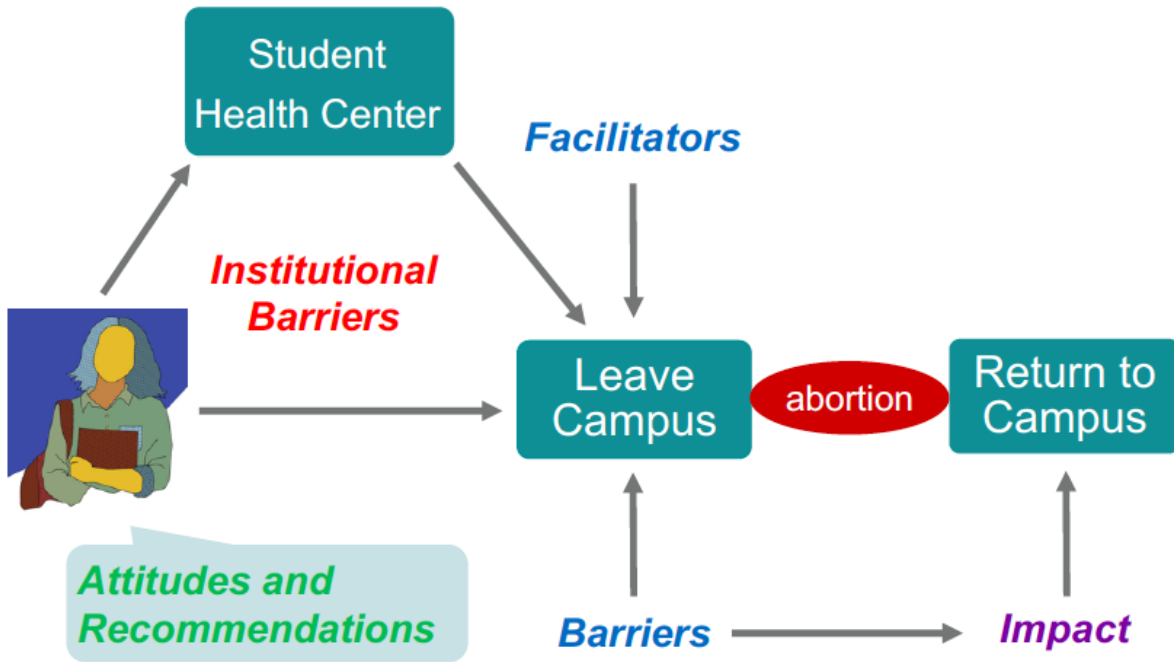 Student
Health Center
Facilitators
Institutional
Barriers
Leave
Campus
abortion
Return to
Campus
Attitudes and
Recommendations
Barriers
Impact